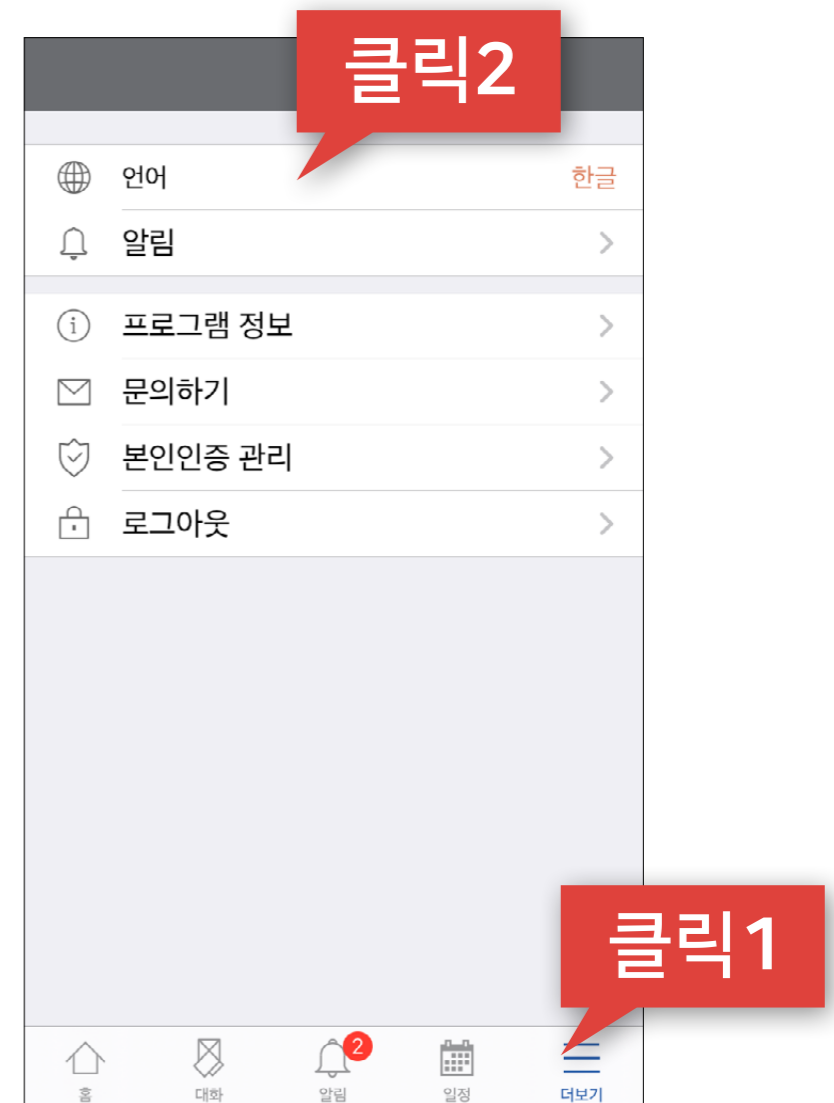 클릭2
언어 한글
알림
프로그램 정보
문의하기
본인인증 관리
로그아웃
클릭1
2
홈 대화 알림 일정 더보기